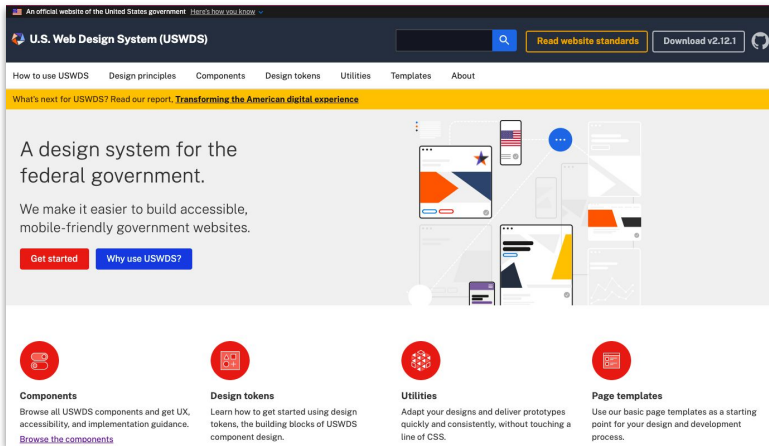 An official website of the United States government Here's how you know
U.S. Web Design System (USWDS)
Read website standards
Download v2.12.1
How to use USWDS Design principles Components Design tokens Utilities Templates About
What's next for USWDS? Read our report, Transforming the American digital experience
A design system for the
federal government.
We make it easier to build accessible,
mobile-friendly government websites.
Get started
Why use USWDS?
Components
Browse all USWDS components and get UX,
accessibility, and implementation guidance.
Browse the components
Design tokens
Learn how to get started using design
tokens, the building blocks of USWDS
component design.
Utilities
Adapt your designs and deliver prototypes
quickly and consistently, without touching a
line of CSS.
Page templates
Use our basic page templates as a starting
point for your design and development
process.